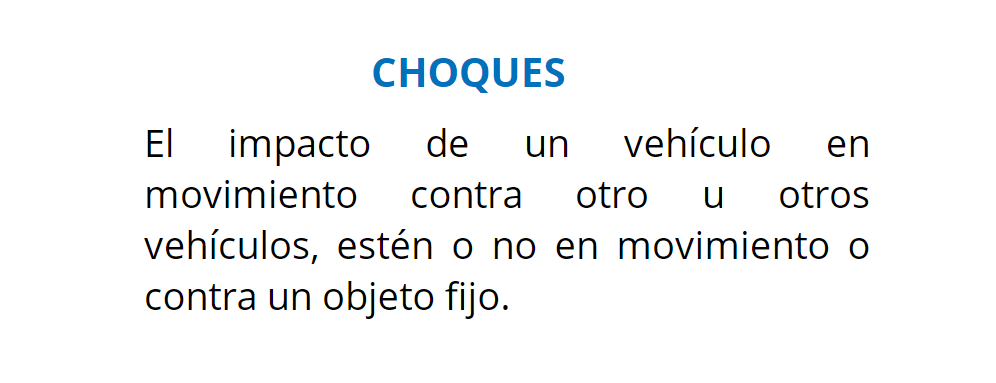 CHOQUES
El impacto de un vehículo en
movimiento contra otro u otros
vehículos, estén o no en movimiento o
contra un objeto fijo.